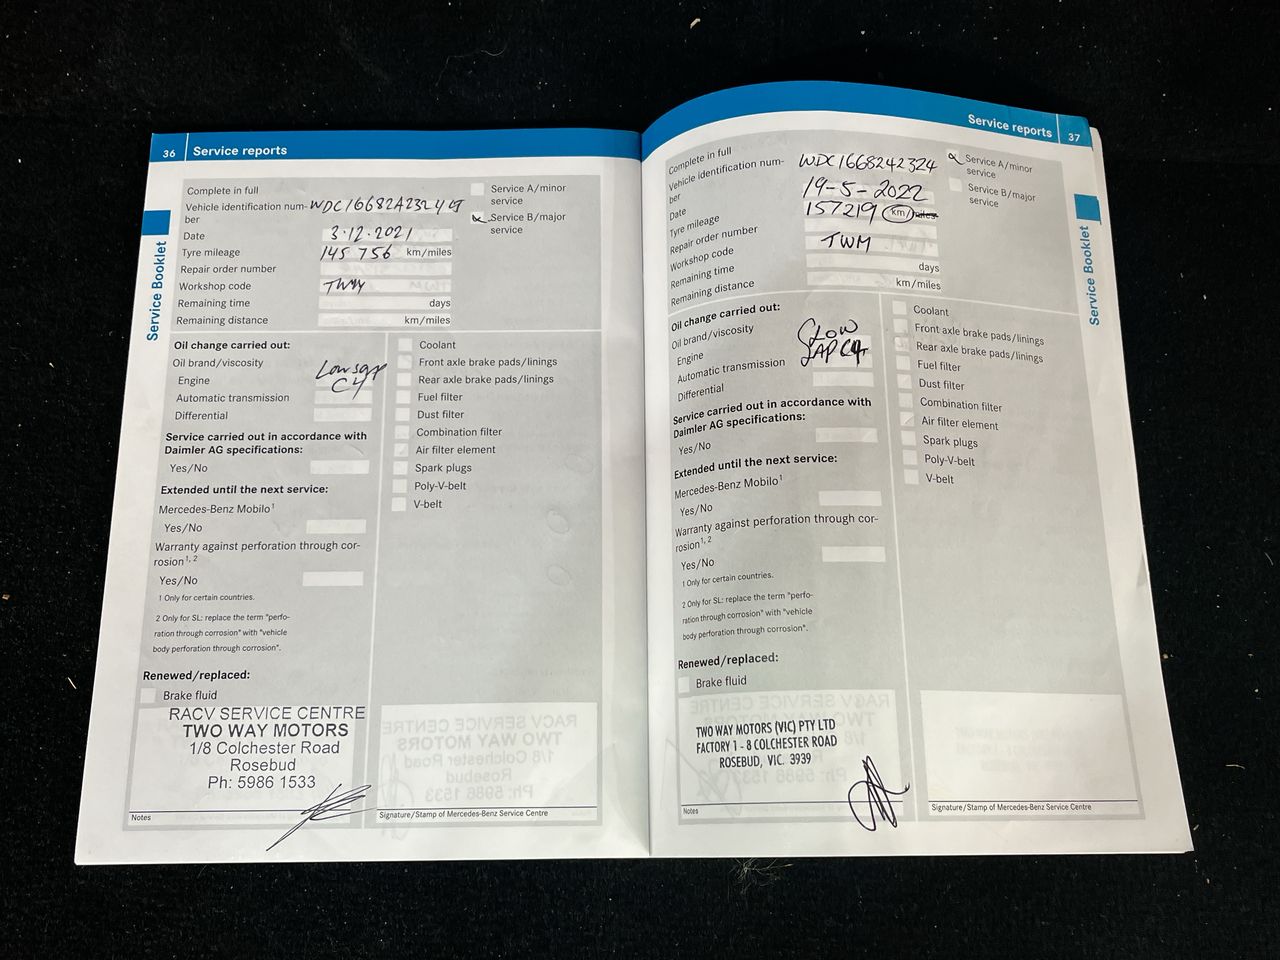 36 Service reports
Service Booklet
Complete in full
Vehicle identification num-
ber
WDC16682A2324
Date 3.12.2021
Tyre mileage 145 756 km/miles
Repair order number
Workshop code TWM
Remaining time days
Remaining distance km/miles
Service A/minor
service
Service B/major
service
Oil change carried out:
Oil brand/viscosity
Engine Low sap
C4
Automatic transmission
Differential
Service carried out in accordance with
Daimler AG specifications:
Yes/No
Extended until the next service:
Mercedes-Benz Mobilo1
Yes/No
Warranty against perforation through cor-
rosion1, 2
Yes/No
1 Only for certain countries.
2 Only for SL: replace the term "perfo-
ration through corrosion" with "vehicle
body perforation through corrosion".
Renewed/replaced:
Brake fluid
Coolant
Front axle brake pads/linings
Rear axle brake pads/linings
Fuel filter
Dust filter
Combination filter
Air filter element
Spark plugs
Poly-V-belt
V-belt
RACV SERVICE CENTRE
TWO WAY MOTORS
1/8 Colchester Road
Rosebud
Ph: 5986 1533
Notes
Signature/Stamp of Mercedes-Benz Service Centre
Service reports 37
Service Booklet
Complete in full
Vehicle identification num-
ber
WDC1668242324
Date 19-5-2022
Tyre mileage 157219 km/miles
Repair order number
Workshop code TWM
Remaining time days
Remaining distance km/miles
Service A/minor
service
Service B/major
service
Oil change carried out:
Oil brand/viscosity
Engine LOW
SAP C4
Automatic transmission
Differential
Service carried out in accordance with
Daimler AG specifications:
Yes/No
Extended until the next service:
Mercedes-Benz Mobilo1
Yes/No
Warranty against perforation through cor-
rosion1, 2
Yes/No
1 Only for certain countries.
2 Only for SL: replace the term "perfo-
ration through corrosion" with "vehicle
body perforation through corrosion".
Renewed/replaced:
Brake fluid
Coolant
Front axle brake pads/linings
Rear axle brake pads/linings
Fuel filter
Dust filter
Combination filter
Air filter element
Spark plugs
Poly-V-belt
V-belt
TWO WAY MOTORS (VIC) PTY LTD
FACTORY 1 - 8 COLCHESTER ROAD
ROSEBUD, VIC. 3939
Notes
Signature/Stamp of Mercedes-Benz Service Centre